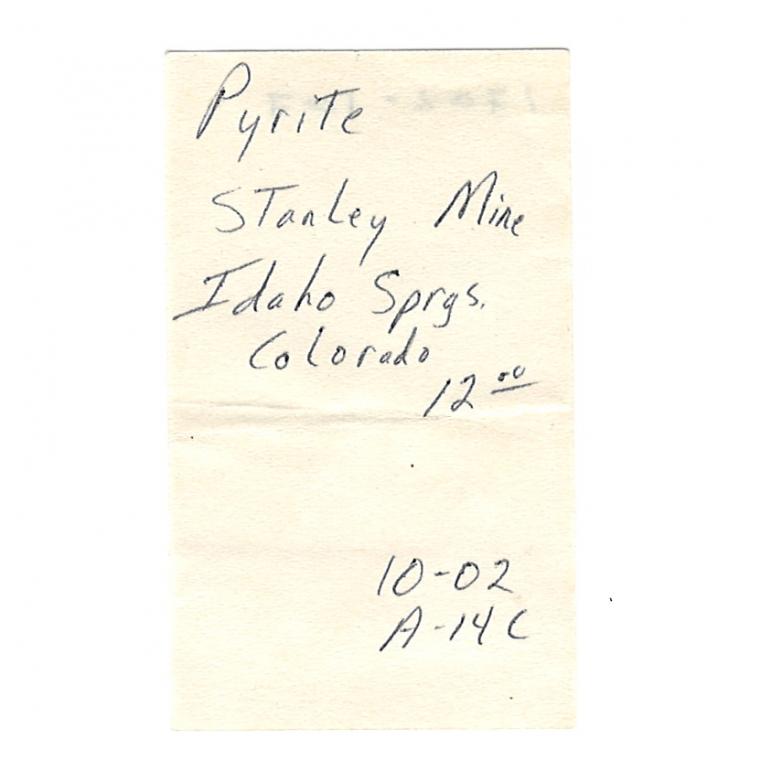 Pyrite
Stanley Mine
Idaho Sprgs.
Colorado
12 00
10-02
A-14C